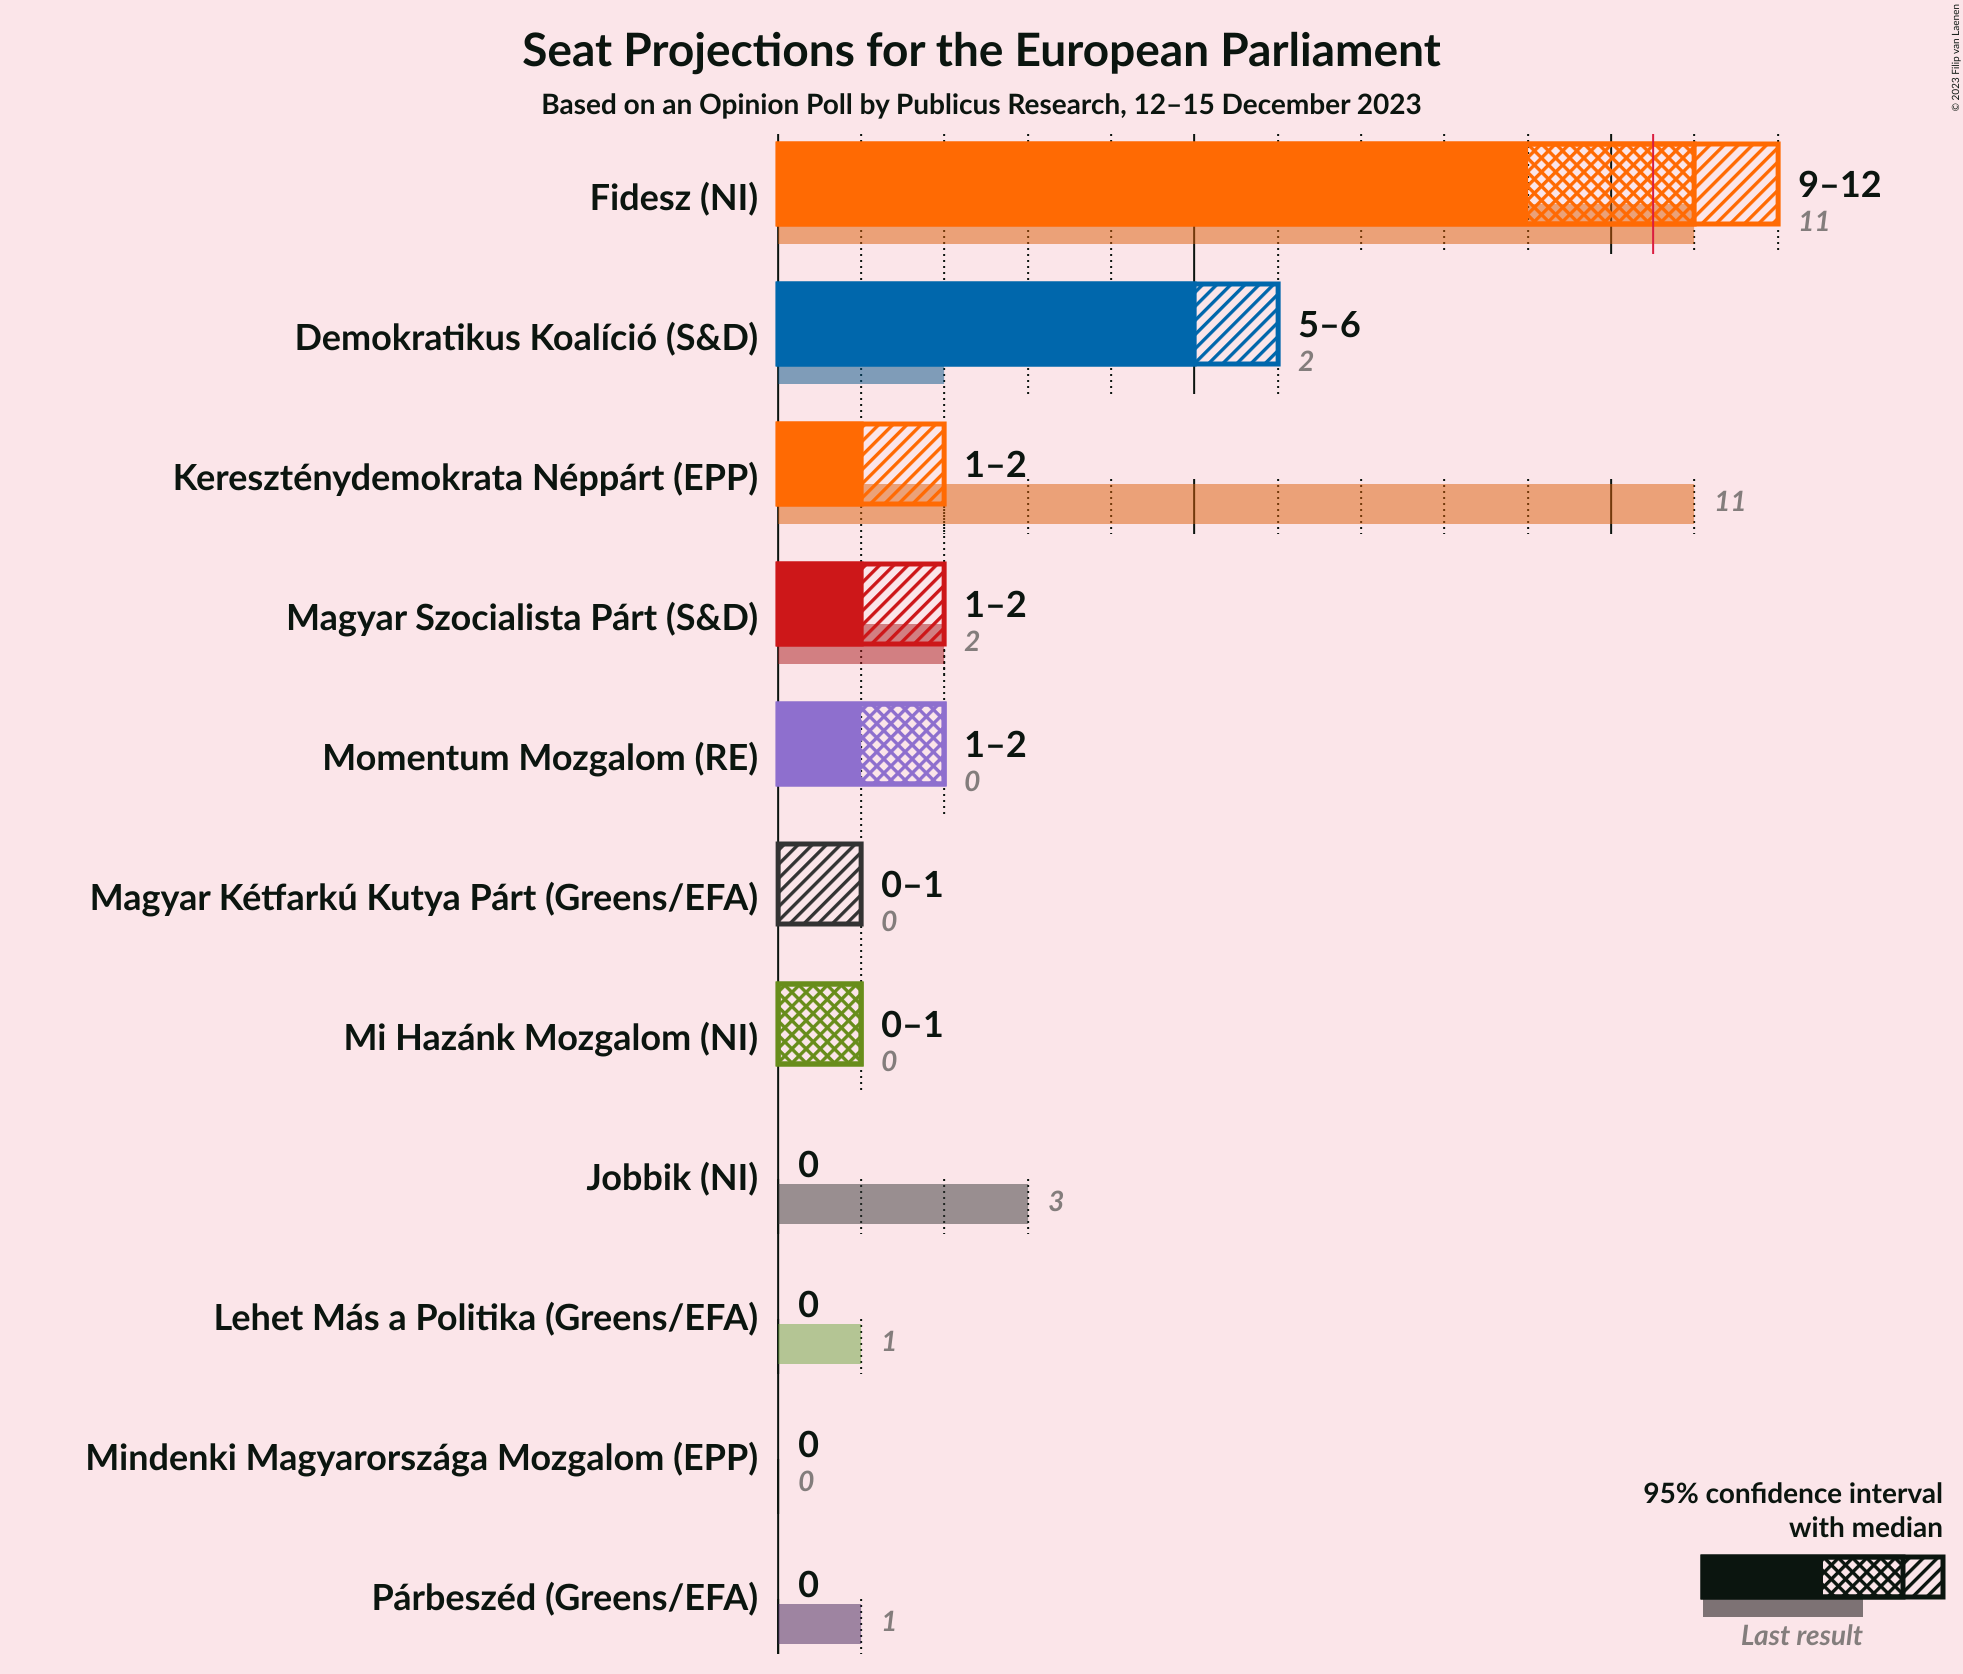 Seat Projections for the European Parliament
Based on an Opinion Poll by Publicus Research, 12–15 December 2023
© 2023 Filip van Laenen
Fidesz (NI)
9–12
11
Demokratikus Koalíció (S&D)
5–6
2
Kereszténydemokrata Néppárt (EPP)
1–2
11
Magyar Szocialista Párt (S&D)
1–2
2
Momentum Mozgalom (RE)
1–2
0
Magyar Kétfarkú Kutya Párt (Greens/EFA)
0–1
0
Mi Hazánk Mozgalom (NI)
0–1
0
Jobbik (NI)
0
3
Lehet Más a Politika (Greens/EFA)
0
1
Mindenki Magyarországa Mozgalom (EPP)
0
0
Párbeszéd (Greens/EFA)
0
1
95% confidence interval
with median
Last result